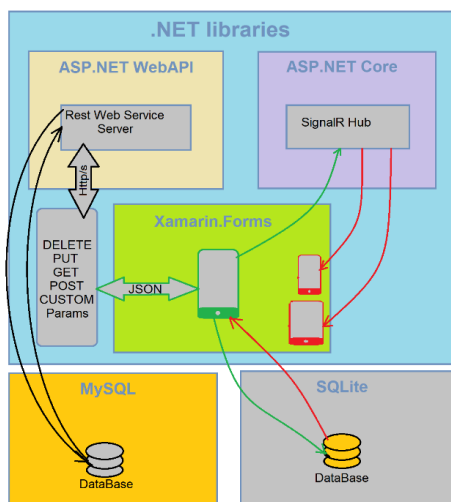 .NET libraries
ASP.NET WebAPI
ASP.NET Core
Rest Web Service
Server
SignalR Hub
Http/s
Xamarin.Forms
DELETE
PUT
GET
POST
CUSTOM
Params
JSON
MySQL
SQLite
DataBase
DataBase